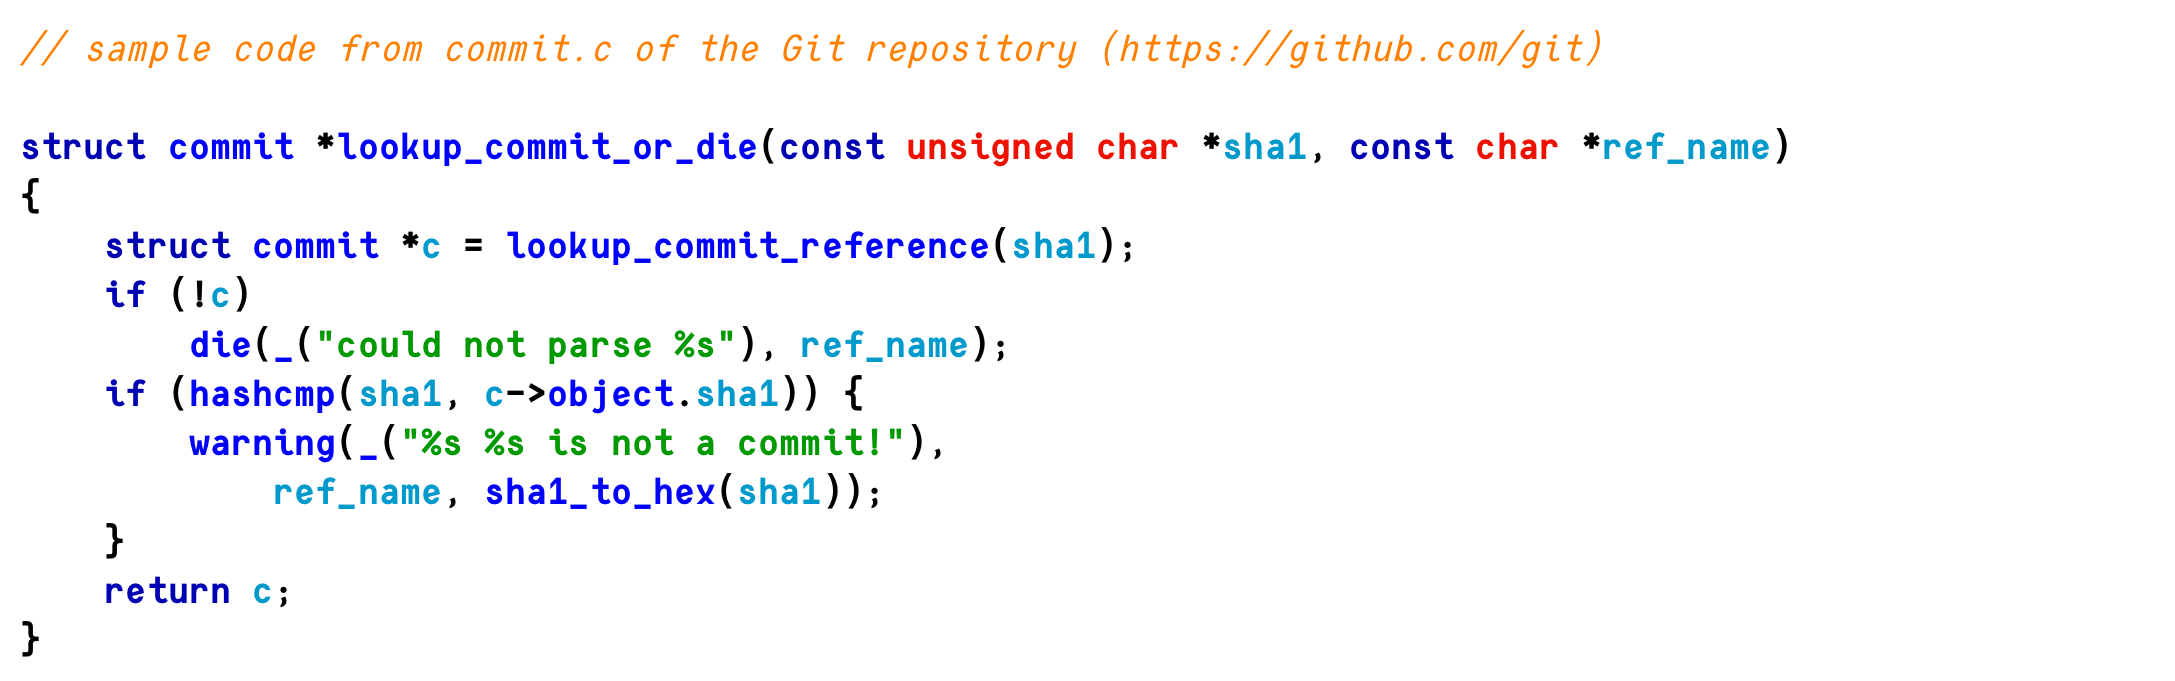 // sample code from commit.c of the Git repository (https://github.com/git)

struct commit *lookup_commit_or_die(const unsigned char *sha1, const char *ref_name)
{
    struct commit *c = lookup_commit_reference(sha1);
    if (!c)
        die(_("could not parse %s"), ref_name);
    if (hashcmp(sha1, c->object.sha1)) {
        warning(_("%s %s is not a commit!"),
            ref_name, sha1_to_hex(sha1));
    }
    return c;
}